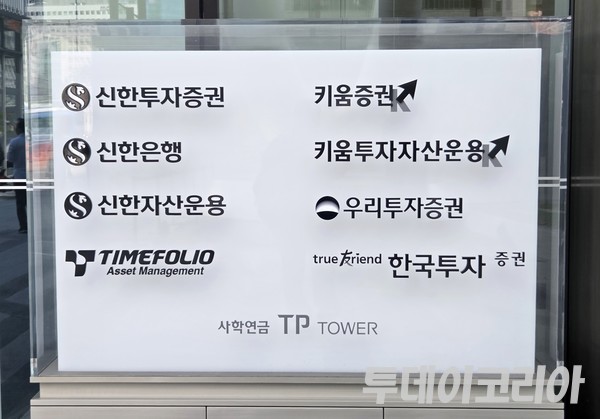 신한투자증권
신한은행
신한자산운용
TIMEFOLIO
Asset Management
키움증권
키움투자자산운용
우리투자증권
true friend 한국투자증권
사학연금 TP TOWER
투데이코리아